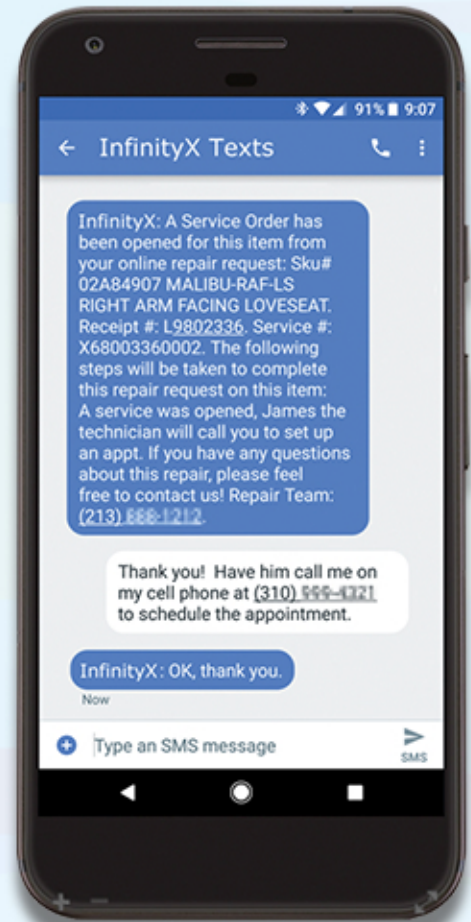 91% 9:07
InfinityX Texts
InfinityX: A Service Order has
been opened for this item from
your online repair request: Sku#
02A84907 MALIBU-RAF-LS
RIGHT ARM FACING LOVESEAT.
Receipt #: L9802336. Service #:
X68003360002. The following
steps will be taken to complete
this repair request on this item:
A service was opened, James the
technician will call you to set up
an appt. If you have any questions
about this repair, please feel
free to contact us! Repair Team:
(213)
Thank you! Have him call me on
my cell phone at (310)
to schedule the appointment.
InfinityX: OK, thank you.
Now
Type an SMS message
SMS